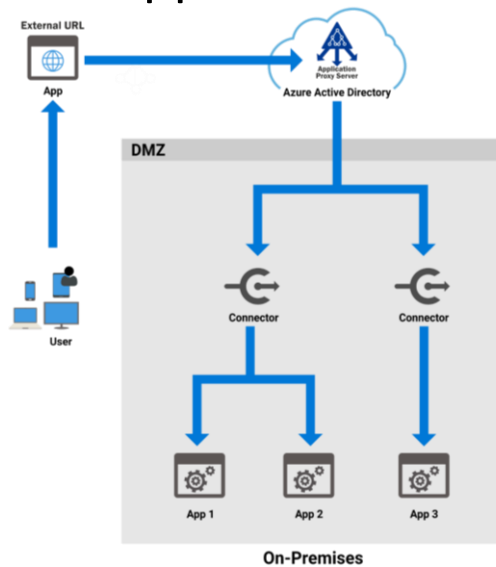 External URL
App
Application
Proxy Server
Azure Active Directory
DMZ
User
Connector
Connector
App 1
App 2
App 3
On-Premises